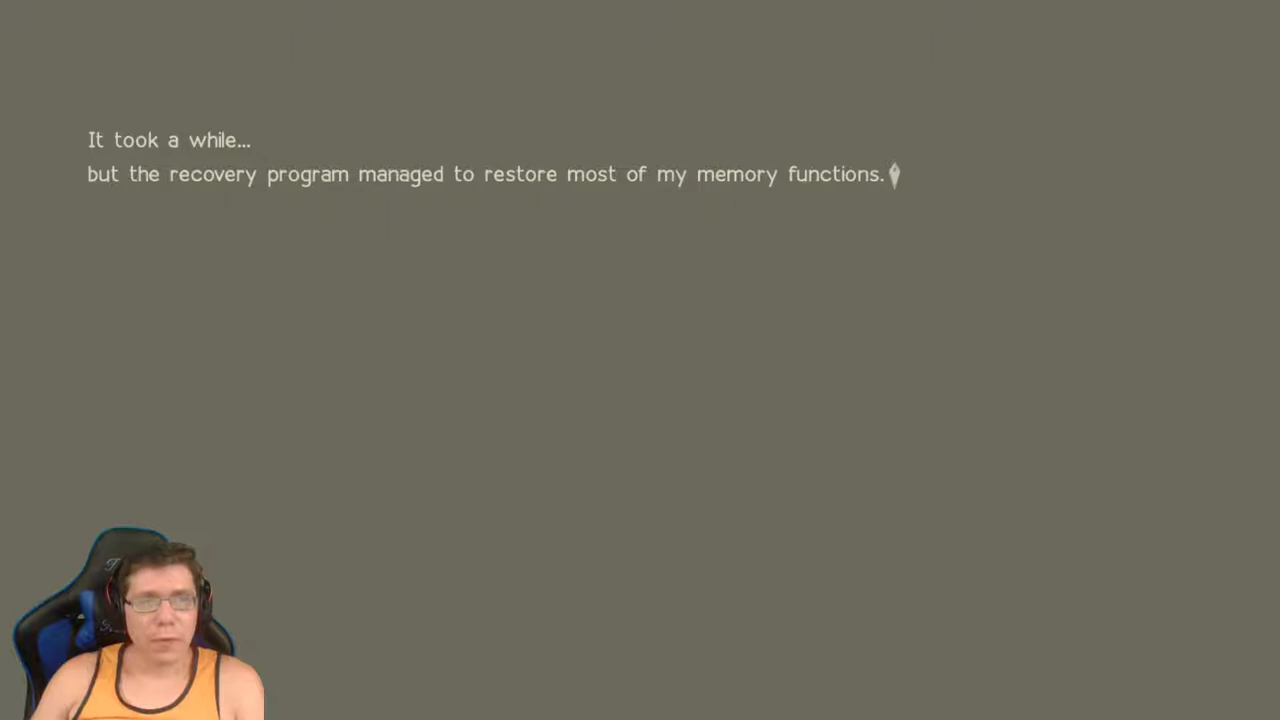 It took a while...
but the recovery program managed to restore most of my memory functions.